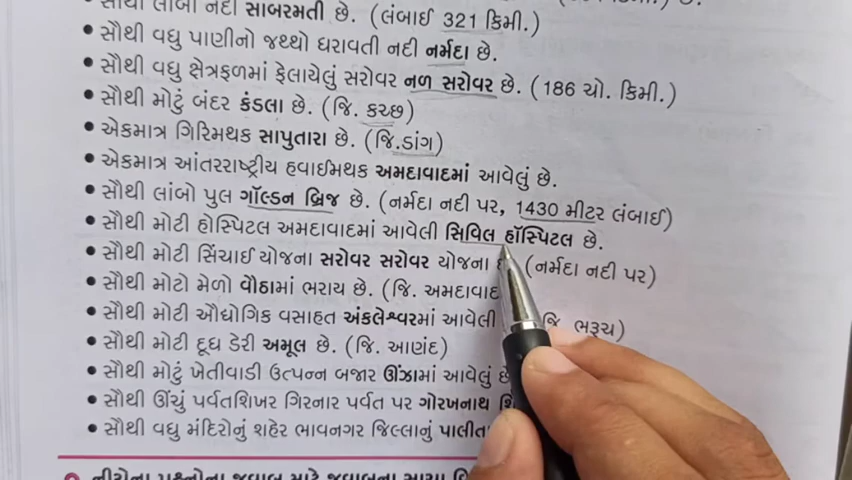 સૌથી લાંબી નદી સાબરમતી છે. (લંબાઈ 321 કિમી.)
• સૌથી વધુ પાણીનો જથ્થો ધરાવતી નદી નર્મદા છે.
• સૌથી વધુ ક્ષેત્રફળમાં ફેલાયેલું સરોવર નળ સરોવર છે. (186 ચો. કિમી.)
• સૌથી મોટું બંદર કંડલા છે. (જિ. કચ્છ)
• એકમાત્ર ગિરિમથક સાપુતારા છે. (જિ.ડાંગ)
• એકમાત્ર આંતરરાષ્ટ્રીય હવાઈમથક અમદાવાદમાં આવેલું છે.
• સૌથી લાંબો પુલ ગૉલ્ડન બ્રિજ છે. (નર્મદા નદી પર, 1430 મીટર લંબાઈ)
• સૌથી મોટી હોસ્પિટલ અમદાવાદમાં આવેલી સિવિલ હૉસ્પિટલ છે.
• સૌથી મોટી સિંચાઈ યોજના સરોવર સરોવર યોજના (નર્મદા નદી પર)
• સૌથી મોટો મેળો વૌઠામાં ભરાય છે. (જિ. અમદાવાદ
• સૌથી મોટી ઔધોગિક વસાહત અંકલેશ્વરમાં આવેલી જિ. ભરૂચ)
• સૌથી મોટી દૂધ ડેરી અમૂલ છે. (જિ. આણંદ)
• સૌથી મોટું ખેતીવાડી ઉત્પન્ન બજાર ઊંઝામાં આવેલું છે
• સૌથી ઊંચું પર્વતશિખર ગિરનાર પર્વત પર ગોરખનાથ
• સૌથી વધુ મંદિરોનું શહેર ભાવનગર જિલ્લાનું